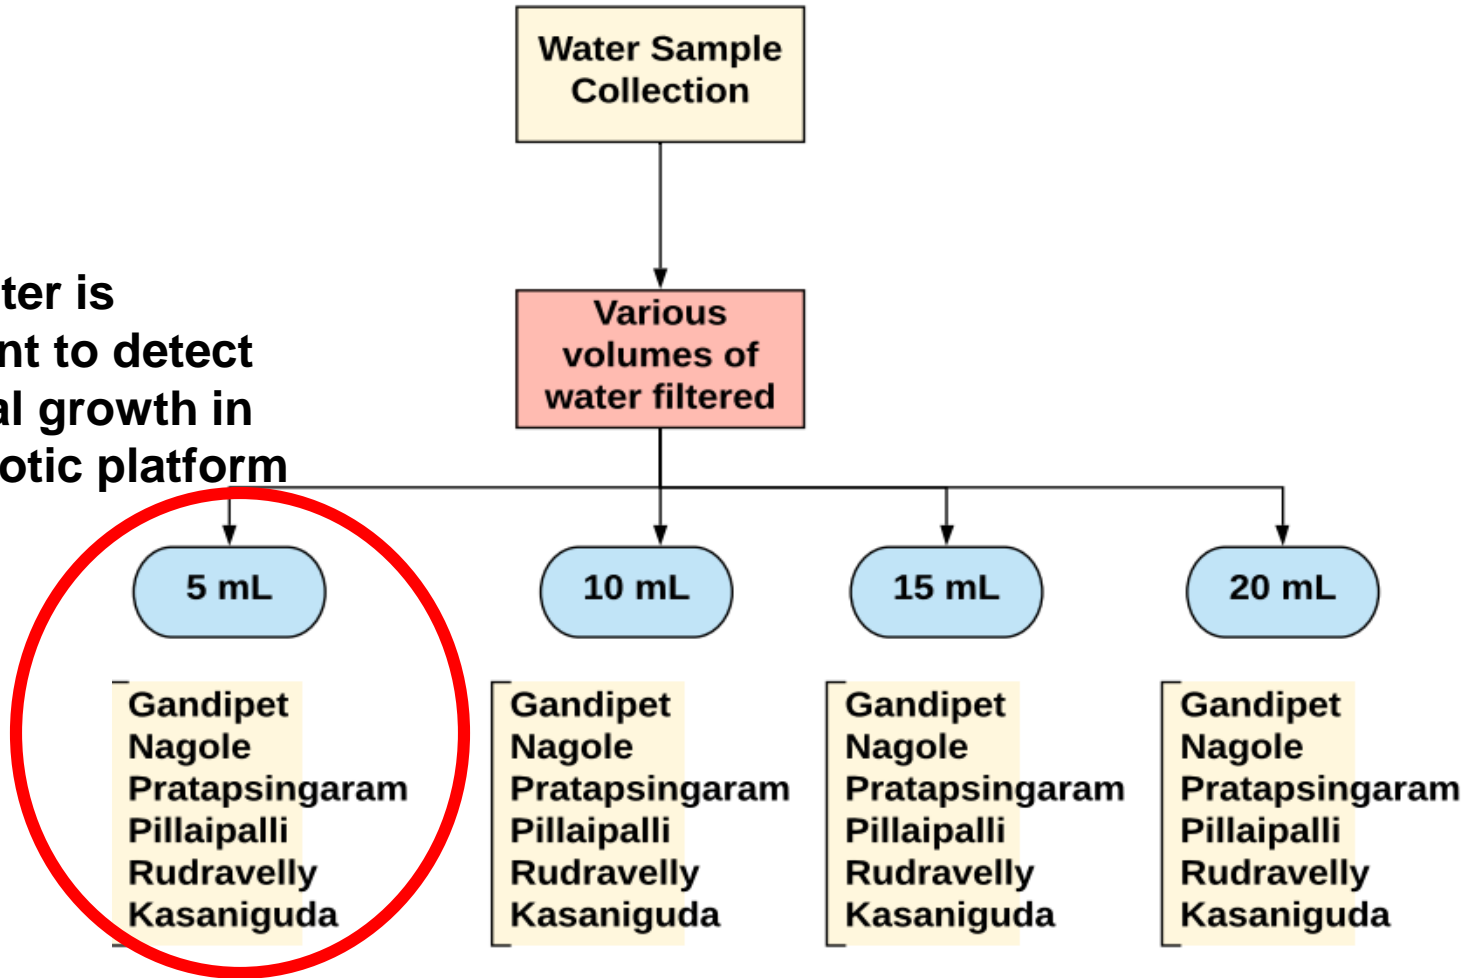 Water Sample
Collection
ter is
nt to detect
al growth in
otic platform
Various
volumes of
water filtered
5 mL
10 mL
15 mL
20 mL
Gandipet
Nagole
Pratapsingaram
Pillaipalli
Rudravelly
Kasaniguda
Gandipet
Nagole
Pratapsingaram
Pillaipalli
Rudravelly
Kasaniguda
Gandipet
Nagole
Pratapsingaram
Pillaipalli
Rudravelly
Kasaniguda
Gandipet
Nagole
Pratapsingaram
Pillaipalli
Rudravelly
Kasaniguda